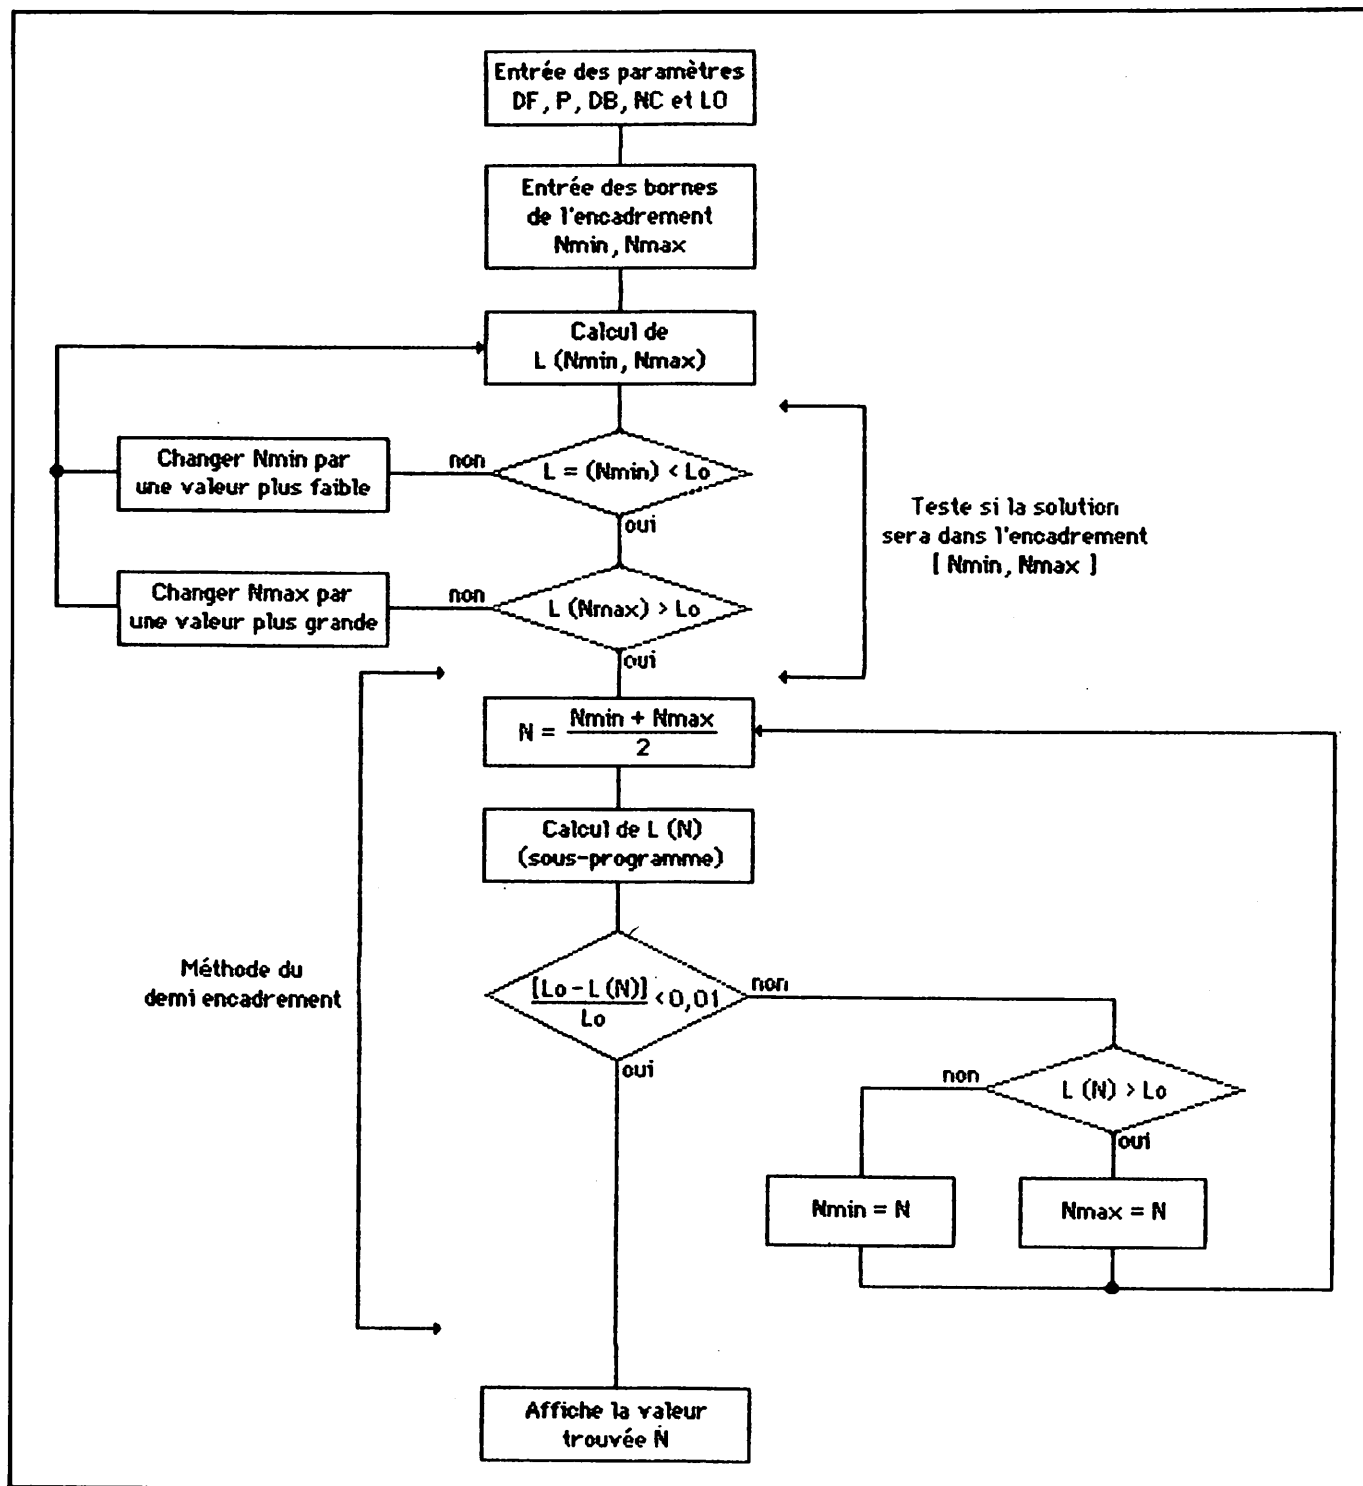 Entrée des paramètres
DF, P, DB, NC et LO
Entrée des bornes
de l'encadrement
Nmin, Nmax
Calcul de
L (Nmin, Nmax)
Changer Nmin par
une valeur plus faible
non
L = (Nmin) < Lo
oui
Teste si la solution
sera dans l'encadrement
[ Nmin, Nmax ]
Changer Nmax par
une valeur plus grande
non
L (Nmax) > Lo
oui
N = Nmin + Nmax
2
Calcul de L (N)
(sous-programme)
Méthode du
demi encadrement
[Lo - L (N)]
Lo
< 0,01
non
oui
non
L (N) > Lo
oui
Nmin = N
Nmax = N
Affiche la valeur
trouvée N